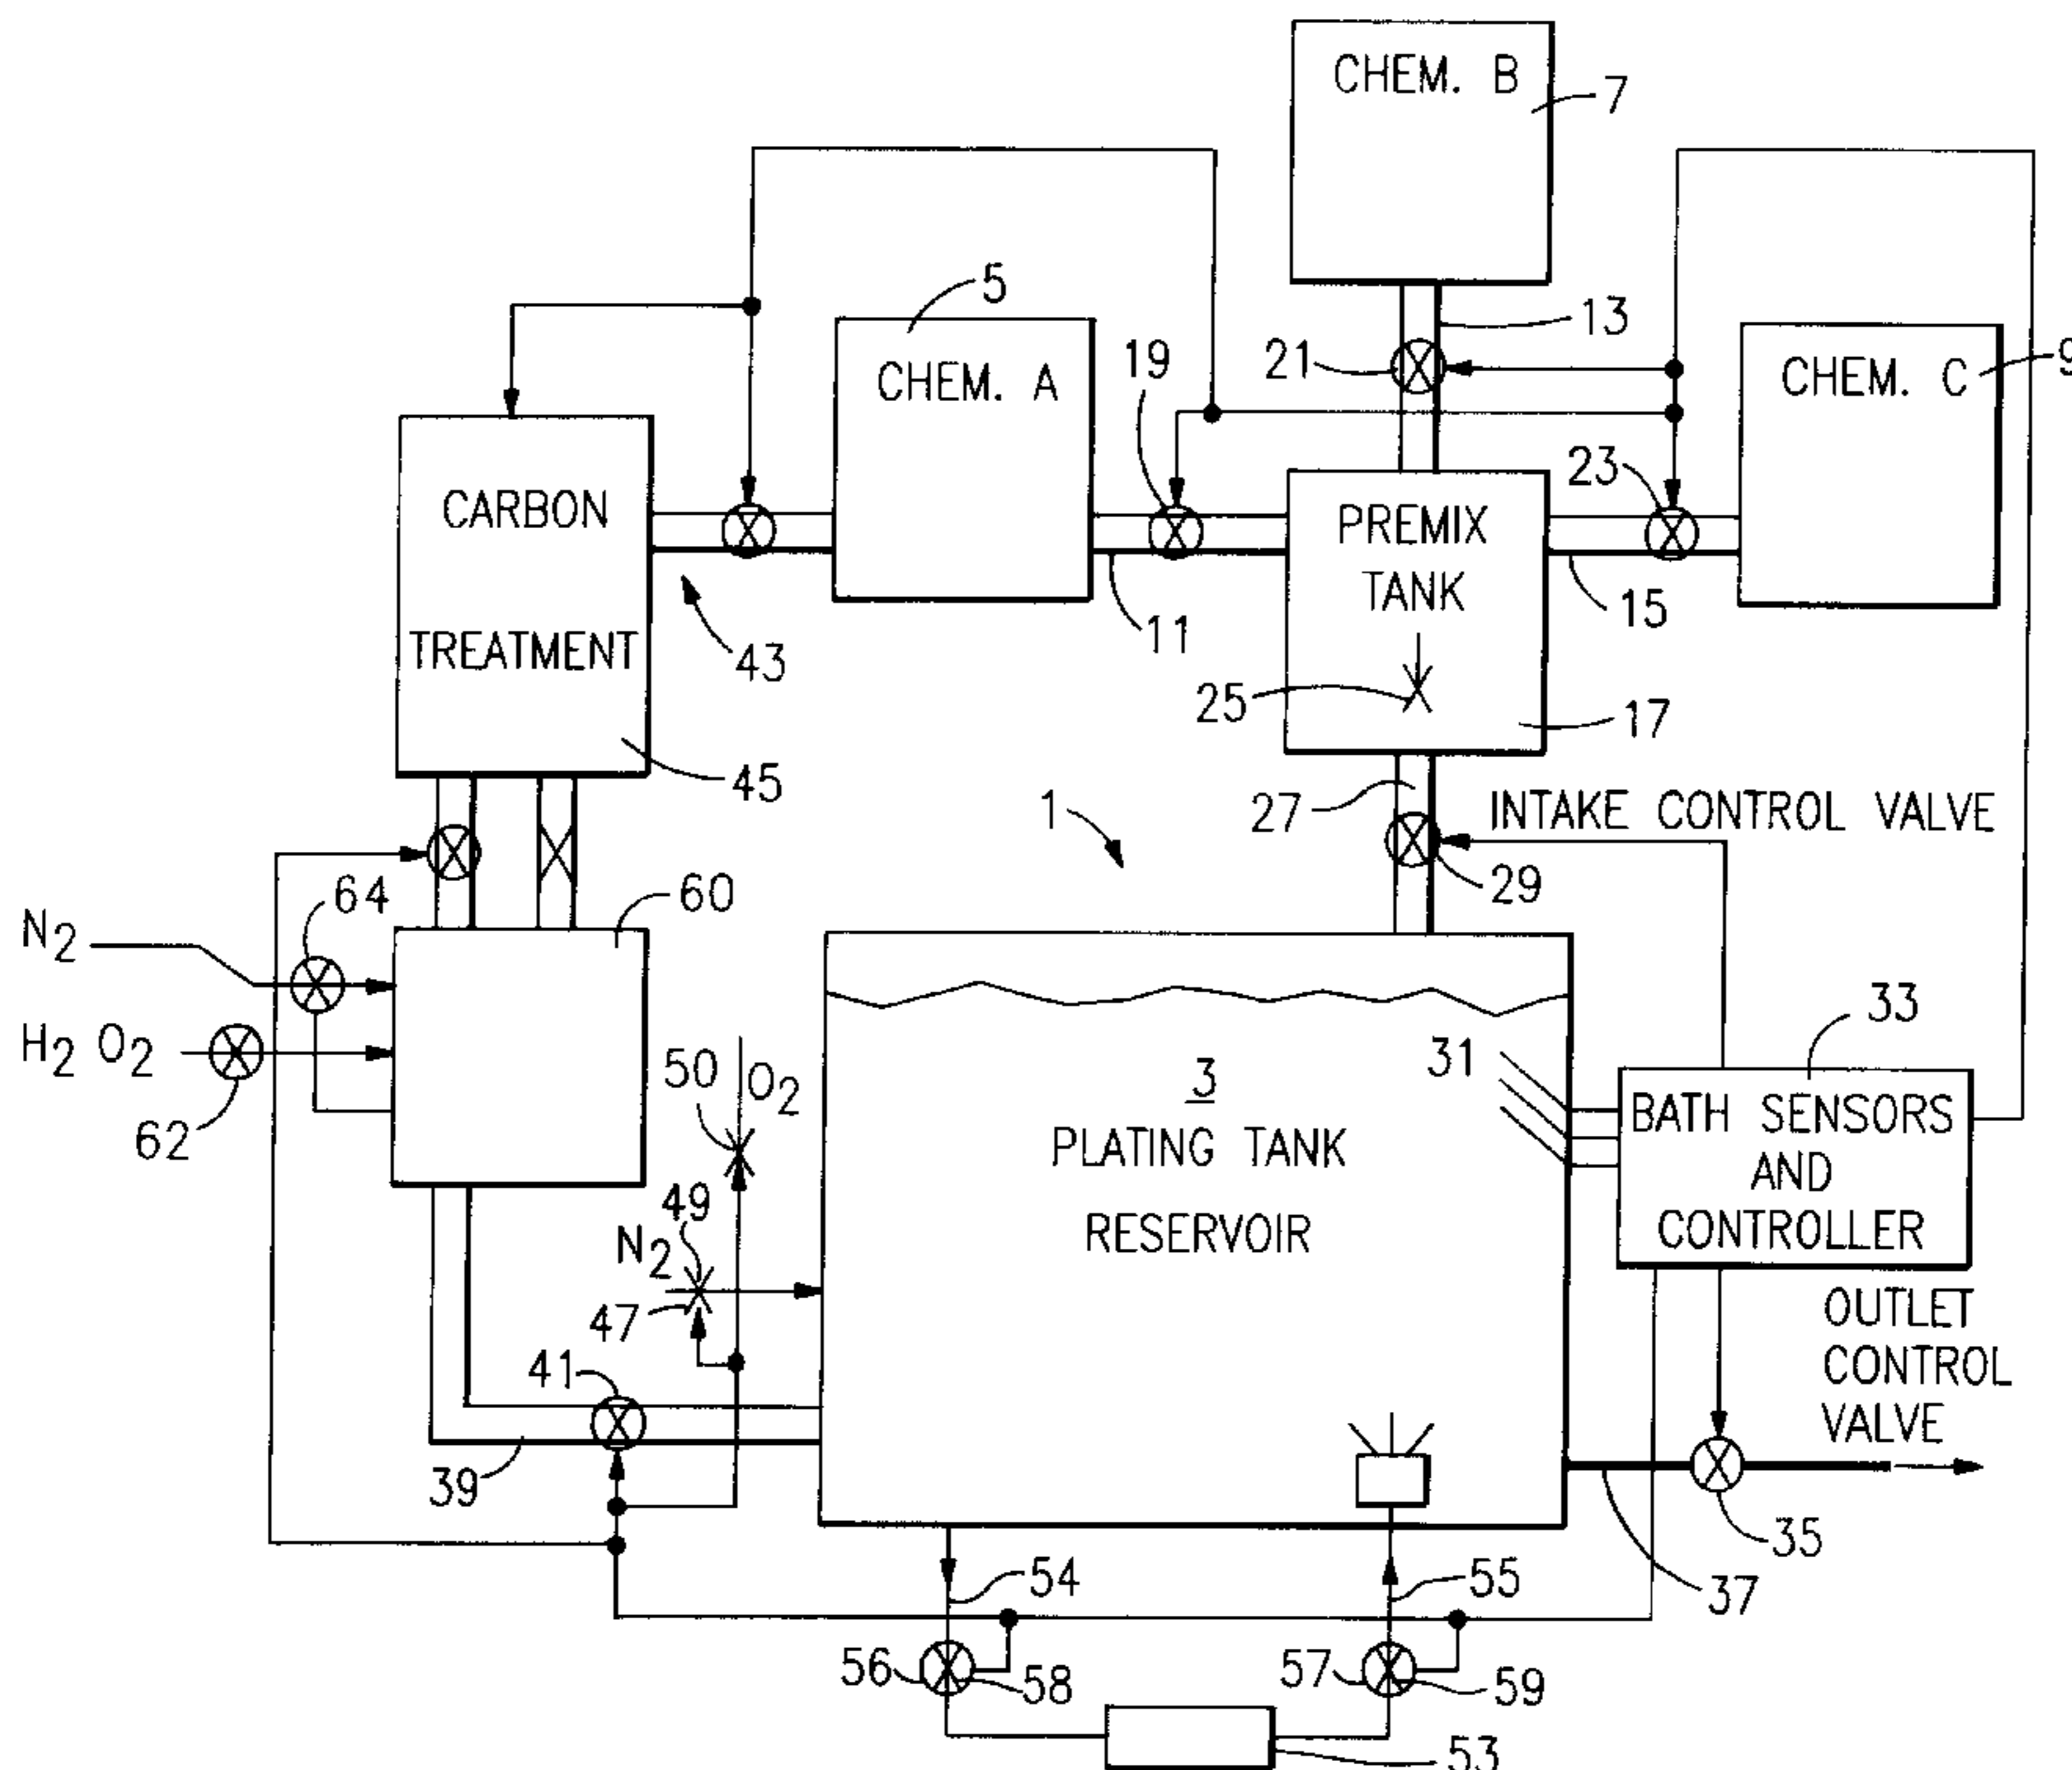 CHEM. B
7
5
13
CHEM. A
19
21
CHEM. C
9
CARBON
TREATMENT
23
PREMIX
TANK
11
15
43
25
17
45
1
27
INTAKE CONTROL VALVE
29
64
60
N2
H2 O2
62
50
O2
3
PLATING TANK
RESERVOIR
31
33
BATH SENSORS
AND
CONTROLLER
49
N2
47
41
39
OUTLET
CONTROL
VALVE
35
37
54
55
56
58
57
59
53